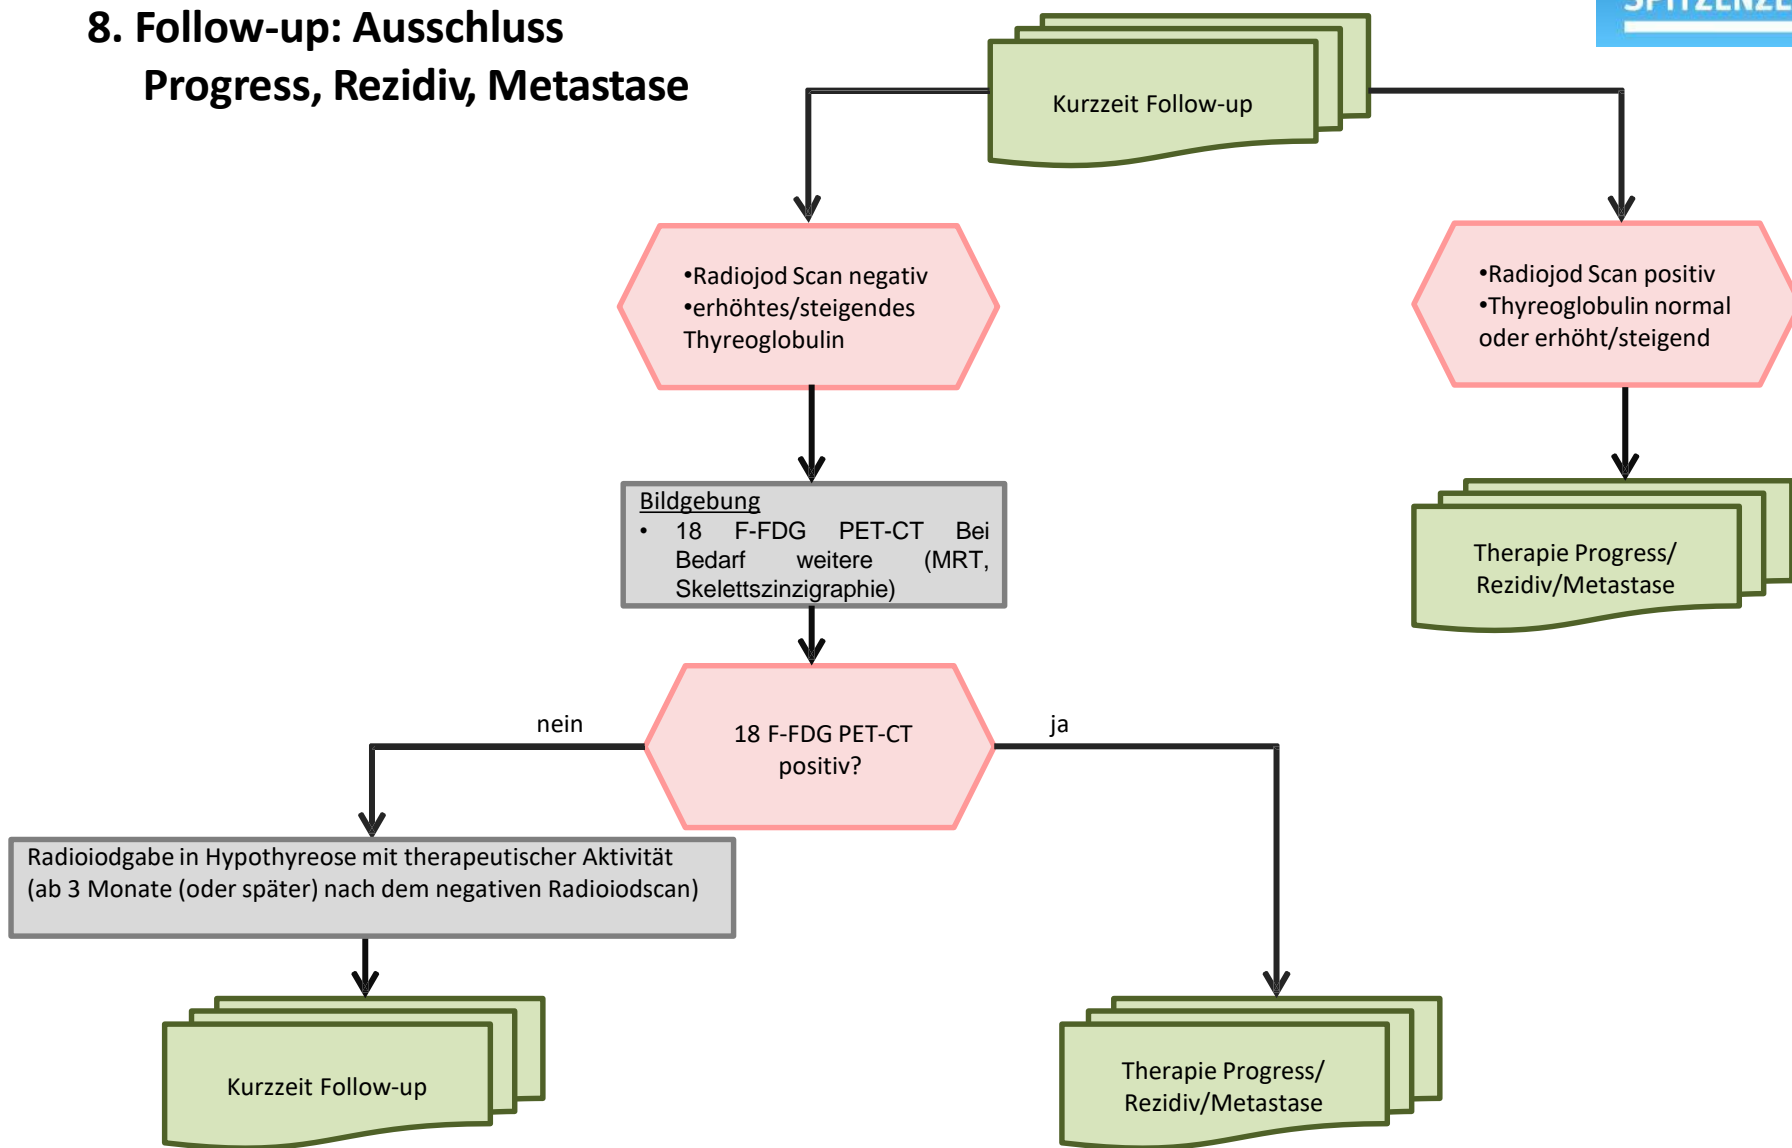 8. Follow-up: Ausschluss
Progress, Rezidiv, Metastase
Kurzzeit Follow-up
•Radiojod Scan negativ
•erhöhtes/steigendes
Thyreoglobulin
•Radiojod Scan positiv
•Thyreoglobulin normal
oder erhöht/steigend
Bildgebung
• 18 F-FDG PET-CT Bei
Bedarf weitere (MRT,
Skelettszinzigraphie)
Therapie Progress/
Rezidiv/Metastase
nein
18 F-FDG PET-CT
positiv?
ja
Radioiodgabe in Hypothyreose mit therapeutischer Aktivität
(ab 3 Monate (oder später) nach dem negativen Radioiodscan)
Kurzzeit Follow-up
Therapie Progress/
Rezidiv/Metastase